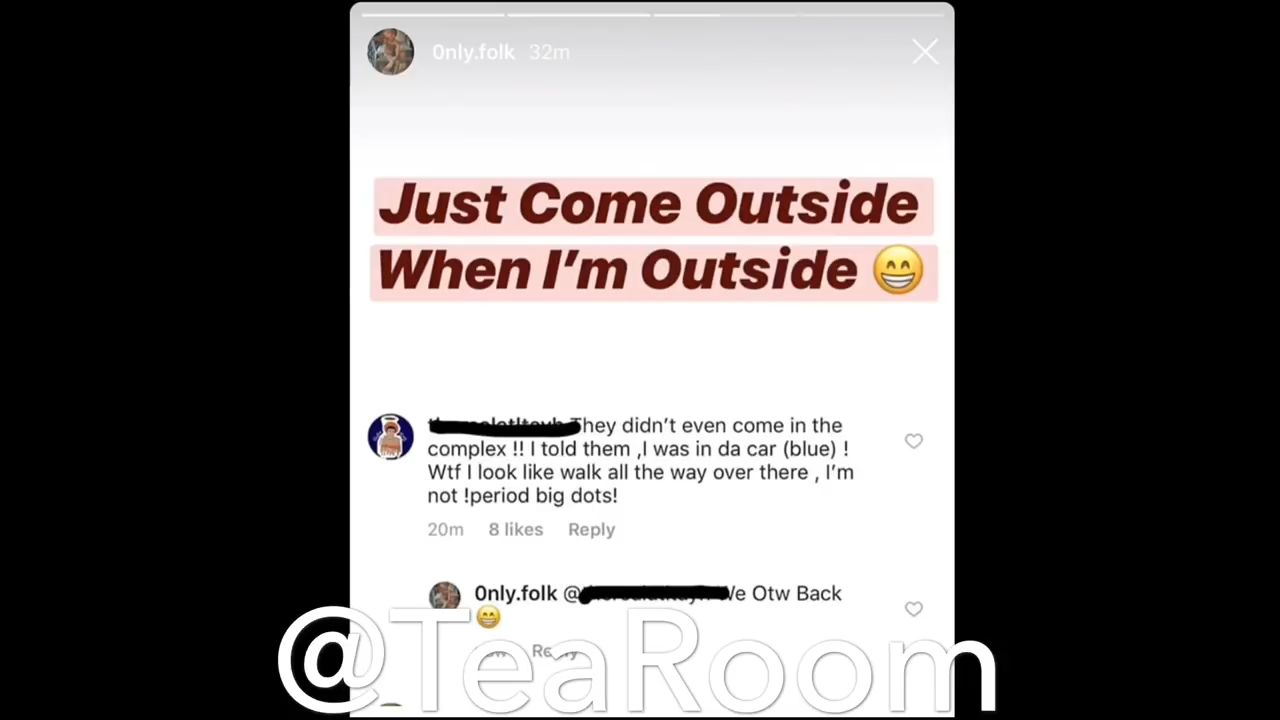 0nly.folk 32m
Just Come Outside
When I'm Outside 😁
They didn't even come in the
complex !! I told them ,I was in da car (blue) !
Wtf I look like walk all the way over there , I'm
not !period big dots!
20m 8 likes Reply
0nly.folk @ We Otw Back
😁
Reply
@TeaRoom